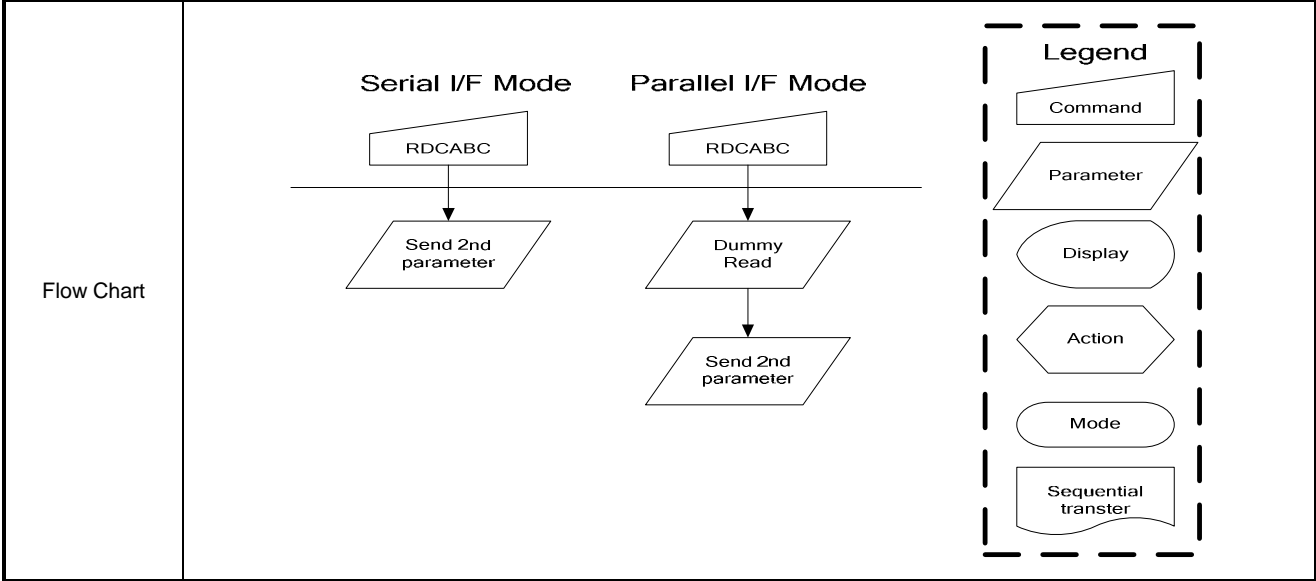 Flow Chart
Serial I/F Mode
RDCABC
Send 2nd
parameter
Parallel I/F Mode
RDCABC
Dummy
Read
Send 2nd
parameter
Legend
Command
Parameter
Display
Action
Mode
Sequential
transter